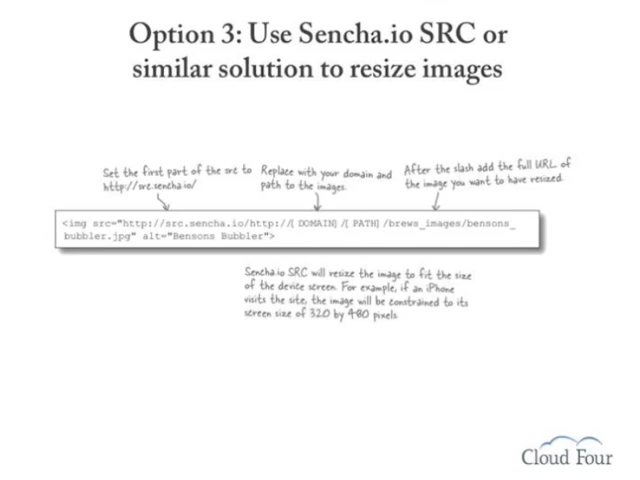 Option 3: Use Sencha.io SRC or
similar solution to resize images
Set the first part of the src to
http://src.sencha.io/
Replace with your domain and
path to the images.
After the slash add the full URL of
the image you want to have resized.
<img src="http://src.sencha.io/http://[DOMAIN]/[PATH]/brews_images/bensons_
bubbler.jpg" alt="Bensons Bubbler">
Sencha.io SRC will resize the image to fit the size
of the device screen. For example, if an iPhone
visits the site, the image will be constrained to its
screen size of 320 by 480 pixels.
Cloud Four